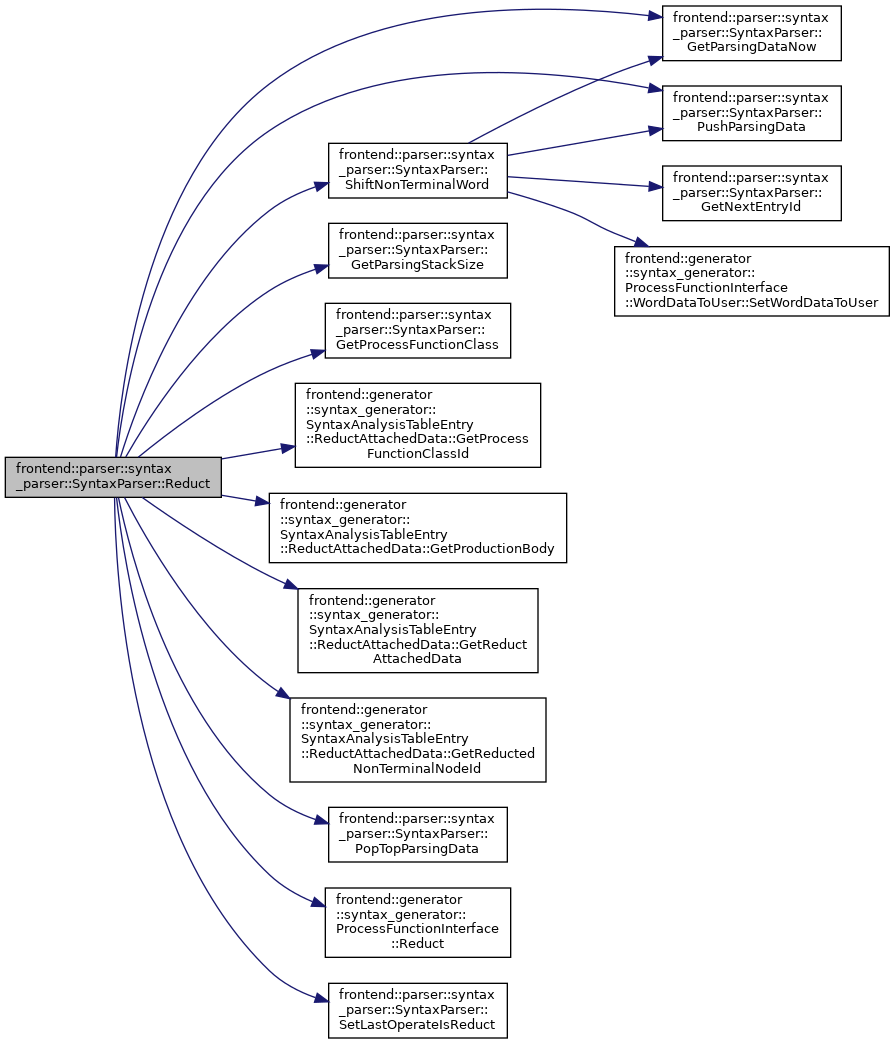 frontend::parser::syntax
_parser::SyntaxParser::Reduct
frontend::parser::syntax
_parser::SyntaxParser::
GetParsingDataNow
frontend::parser::syntax
_parser::SyntaxParser::
PushParsingData
frontend::parser::syntax
_parser::SyntaxParser::
ShiftNonTerminalWord
frontend::parser::syntax
_parser::SyntaxParser::
GetNextEntryId
frontend::generator
::syntax_generator::
ProcessFunctionInterface
::WordDataToUser::SetWordDataToUser
frontend::parser::syntax
_parser::SyntaxParser::
GetParsingStackSize
frontend::parser::syntax
_parser::SyntaxParser::
GetProcessFunctionClass
frontend::generator
::syntax_generator::
SyntaxAnalysisTableEntry
::ReductAttachedData::GetProcess
FunctionClassId
frontend::generator
::syntax_generator::
SyntaxAnalysisTableEntry
::ReductAttachedData::GetProductionBody
frontend::generator
::syntax_generator::
SyntaxAnalysisTableEntry
::ReductAttachedData::GetReduct
AttachedData
frontend::generator
::syntax_generator::
SyntaxAnalysisTableEntry
::ReductAttachedData::GetReducted
NonTerminalNodeId
frontend::parser::syntax
_parser::SyntaxParser::
PopTopParsingData
frontend::generator
::syntax_generator::
ProcessFunctionInterface
::Reduct
frontend::parser::syntax
_parser::SyntaxParser::
SetLastOperateIsReduct